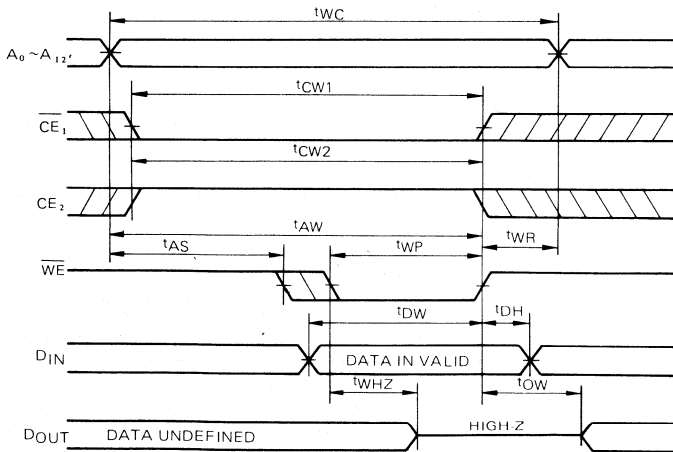 tWC
A0~A12,
tCW1
CE1
tCW2
CE2
tAW
tAS
tWP
tWR
WE
tDW
tDH
DIN
DATA IN VALID
tWHZ
tOW
DOUT
DATA UNDEFINED
HIGH-Z